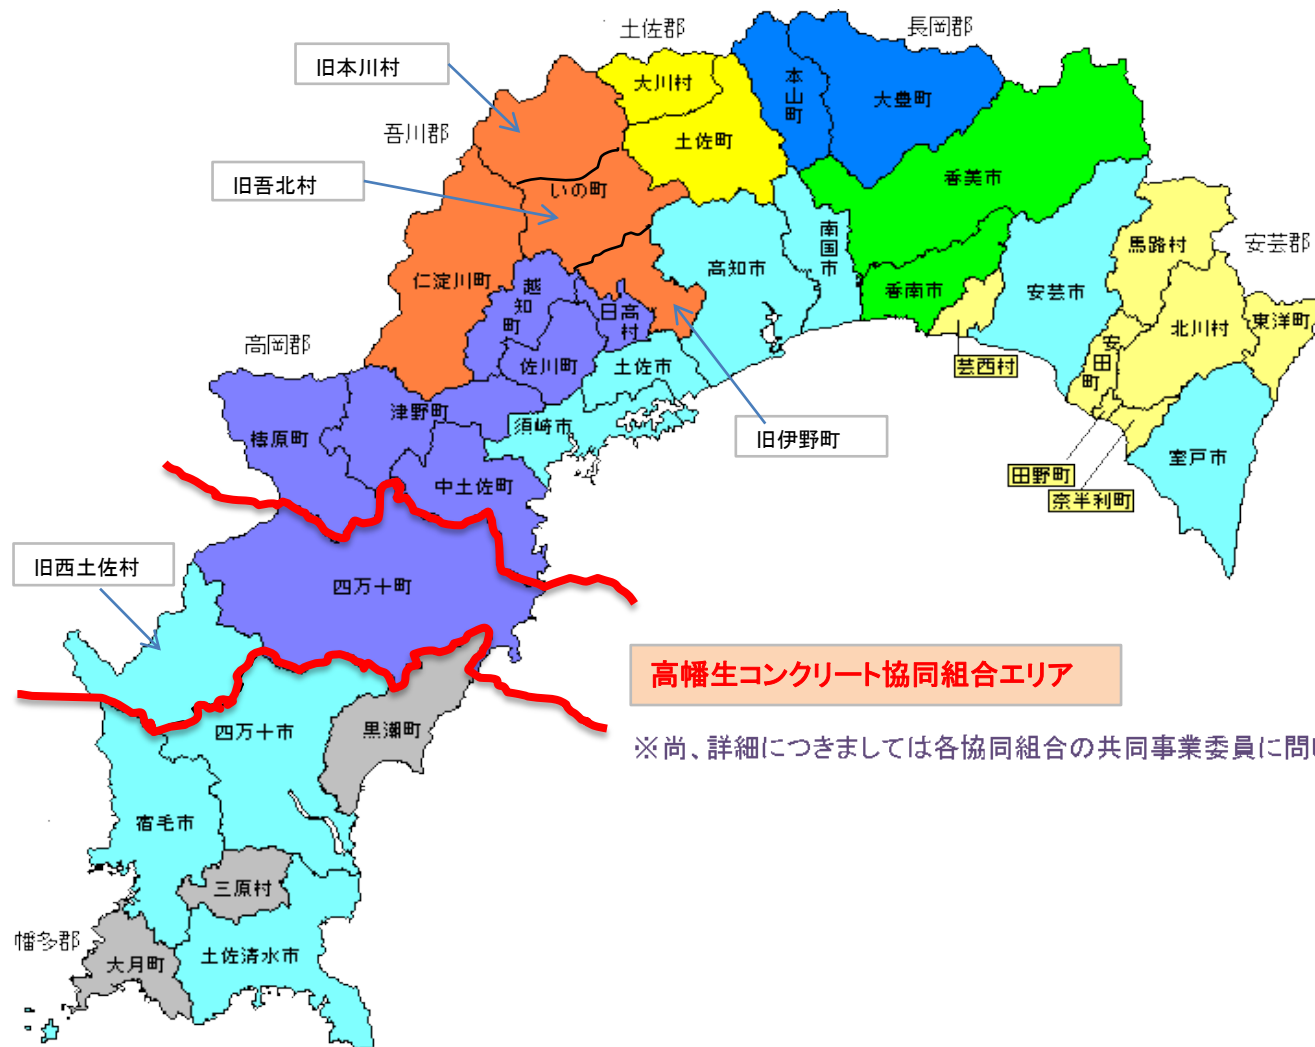 土佐郡
長岡郡
旧本川村
大川村
本山町
大豊町
吾川郡
土佐町
旧吾北村
いの町
香美市
南国市
馬路村
安芸郡
高知市
仁淀川町
越知町
日高村
香南市
安芸市
北川村
東洋町
高岡郡
佐川町
土佐市
芸西村
安田町
津野町
須崎市
旧伊野町
梼原町
中土佐町
田野町
奈半利町
室戸市
旧西土佐村
四万十町
高幡生コンクリート協同組合エリア
四万十市
黒潮町
※尚、詳細につきましては各協同組合の共同事業委員に問い
宿毛市
三原村
幡多郡
大月町
土佐清水市